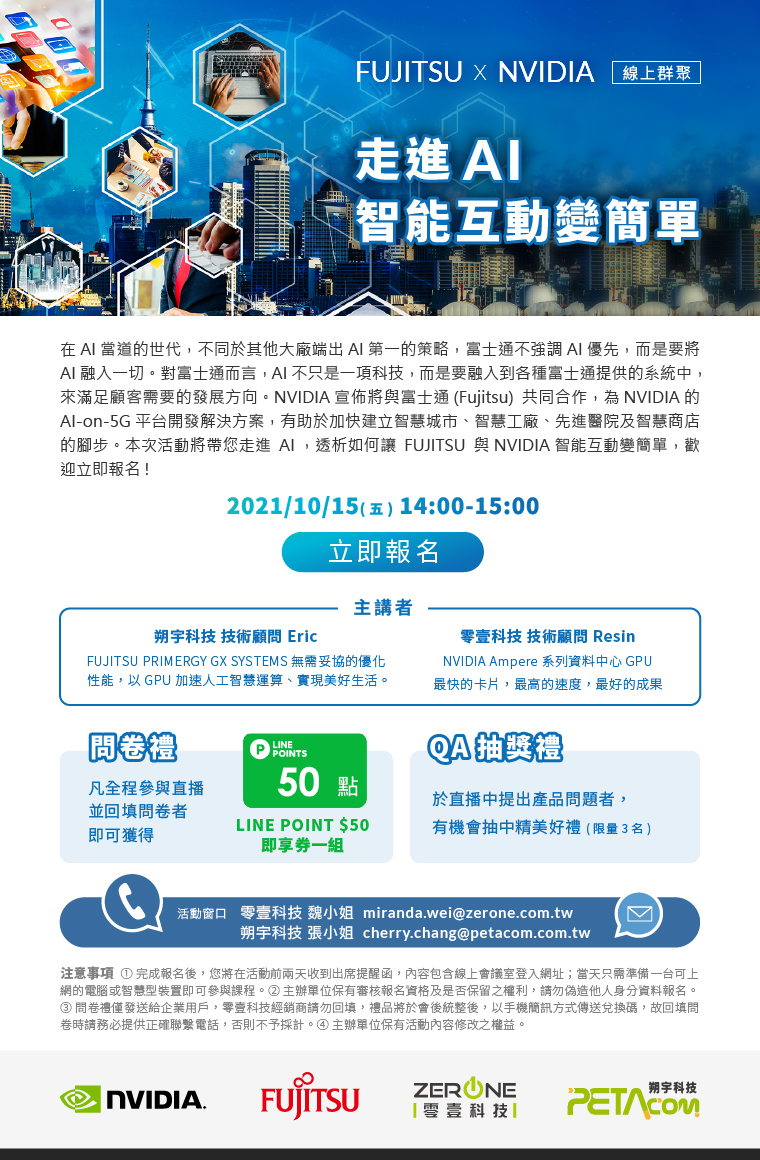 FUJITSU X NVIDIA 線上群聚
走進 AI
智能互動變簡單
在 AI 當道的世代，不同於其他大廠端出 AI 第一的策略，富士通不強調 AI 優先，而是要將
AI 融入一切。對富士通而言，AI 不只是一項科技，而是要融入到各種富士通提供的系統中，
來滿足顧客需要的發展方向。NVIDIA 宣佈將與富士通 (Fujitsu) 共同合作，為 NVIDIA 的
AI-on-5G 平台開發解決方案，有助於加快建立智慧城市、智慧工廠、先進醫院及智慧商店
的腳步。本次活動將帶您走進 AI ，透析如何讓 FUJITSU 與 NVIDIA 智能互動變簡單，歡
迎立即報名！
2021/10/15(五) 14:00-15:00
立即報名
主講者
朔宇科技 技術顧問 Eric
FUJITSU PRIMERGY GX SYSTEMS 無需妥協的優化
性能，以 GPU 加速人工智慧運算、實現美好生活。
零壹科技 技術顧問 Resin
NVIDIA Ampere 系列資料中心 GPU
最快的卡片，最高的速度，最好的成果
問卷禮
凡全程參與直播
並回填問卷者
即可獲得
P LINE
POINTS
50 點
LINE POINT $50
即享券一組
QA 抽獎禮
於直播中提出產品問題者，
有機會抽中精美好禮 (限量 3 名)
活動窗口 零壹科技 魏小姐 miranda.wei@zerone.com.tw
朔宇科技 張小姐 cherry.chang@petacom.com.tw
注意事項 ① 完成報名後，您將在活動前兩天收到出席提醒函，內容包含線上會議室登入網址；當天只需準備一台可上
網的電腦或智慧型裝置即可參與課程。② 主辦單位保有審核報名資格及是否保留之權利，請勿偽造他人身分資料報名。
③ 問卷禮僅發送給企業用戶，零壹科技經銷商請勿回填，禮品將於會後統整後，以手機簡訊方式傳送兌換碼，故回填問
卷時請務必提供正確聯繫電話，否則不予採計。④ 主辦單位保有活動內容修改之權益。
NVIDIA.
FUJITSU
ZERONE
零壹科技
朔宇科技
PETAcom